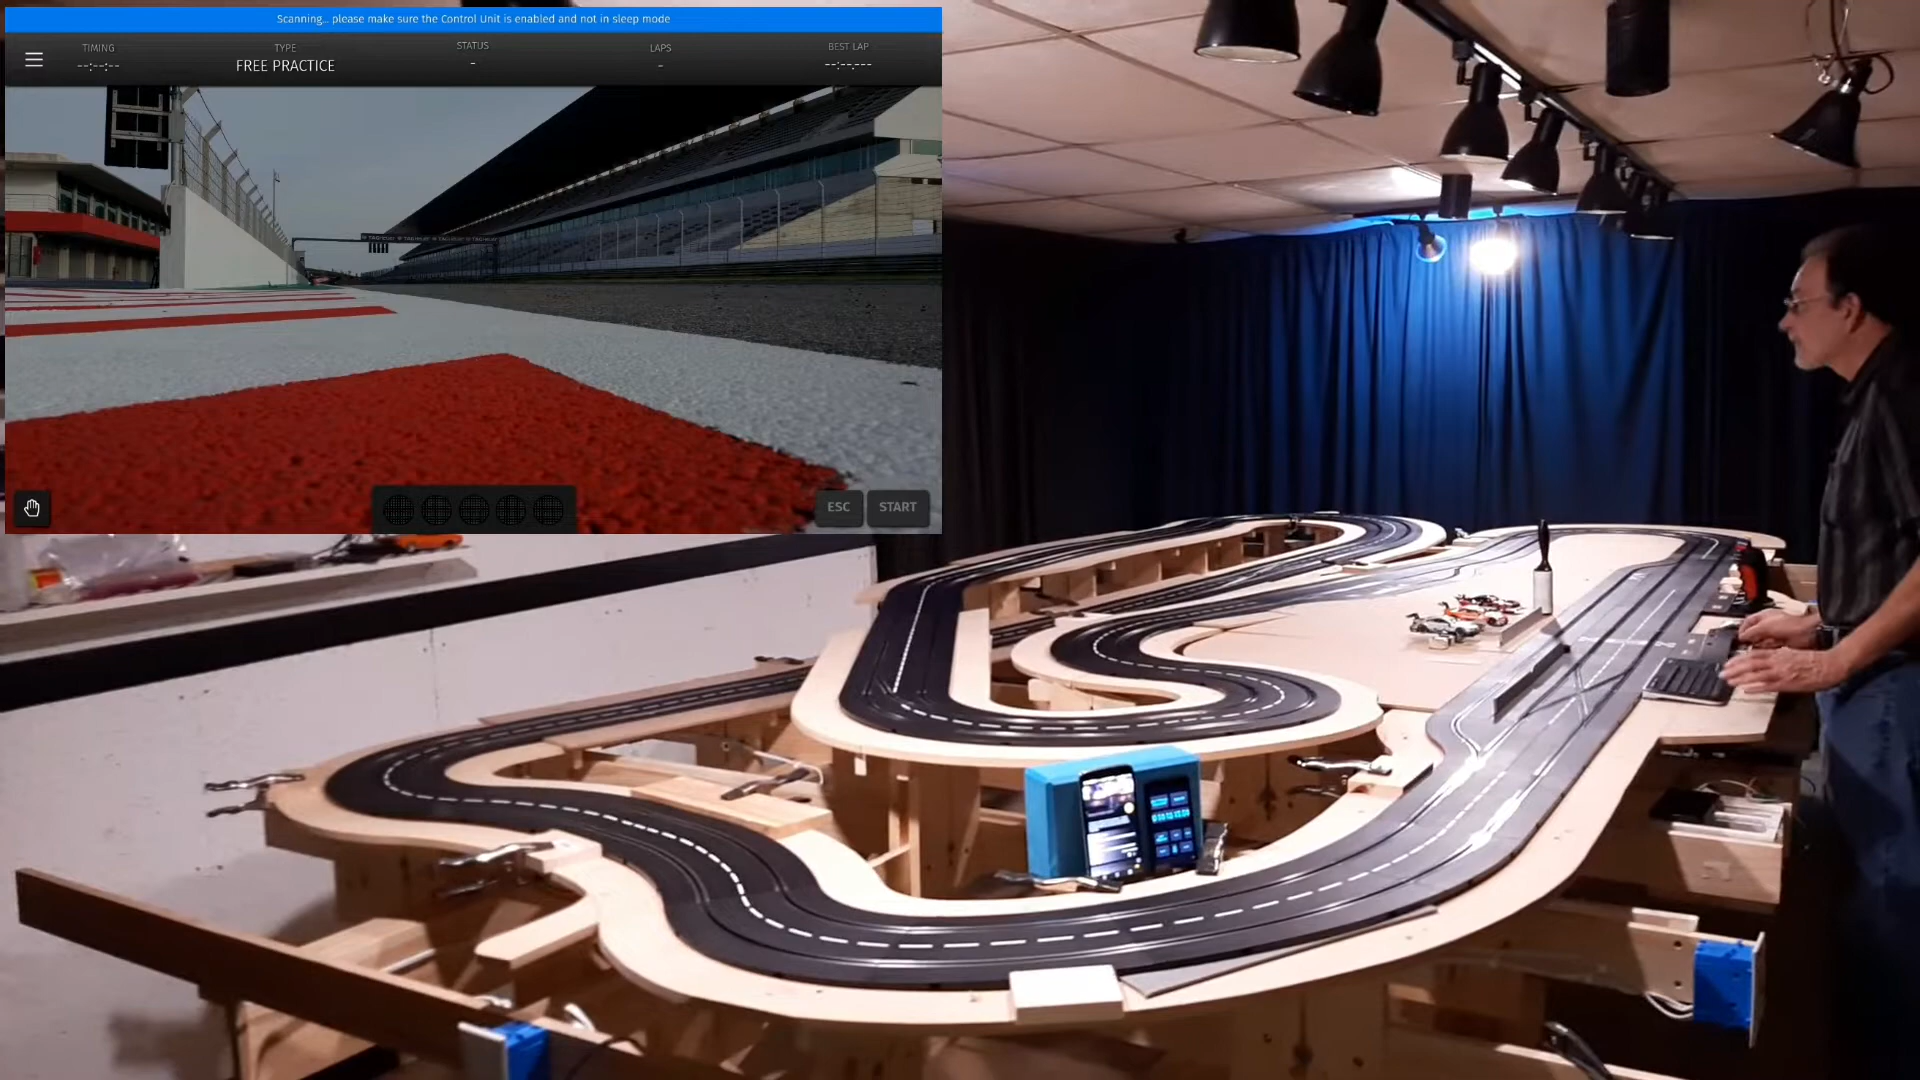 Scanning... please make sure the Control Unit is enabled and not in sleep mode
TIMING
--:--:--
TYPE
FREE PRACTICE
STATUS
-
LAPS
-
BEST LAP
--:--.---
ESC
START